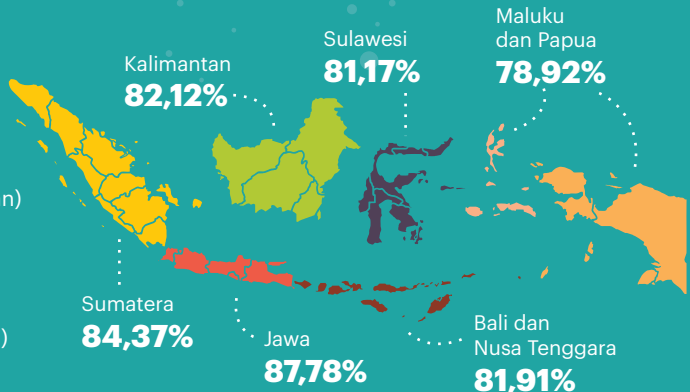 Maluku
dan Papua
78,92%
Sulawesi
81,17%
Kalimantan
82,12%
an)
Sumatera
84,37%
)
Jawa
87,78%
Bali dan
Nusa Tenggara
81,91%